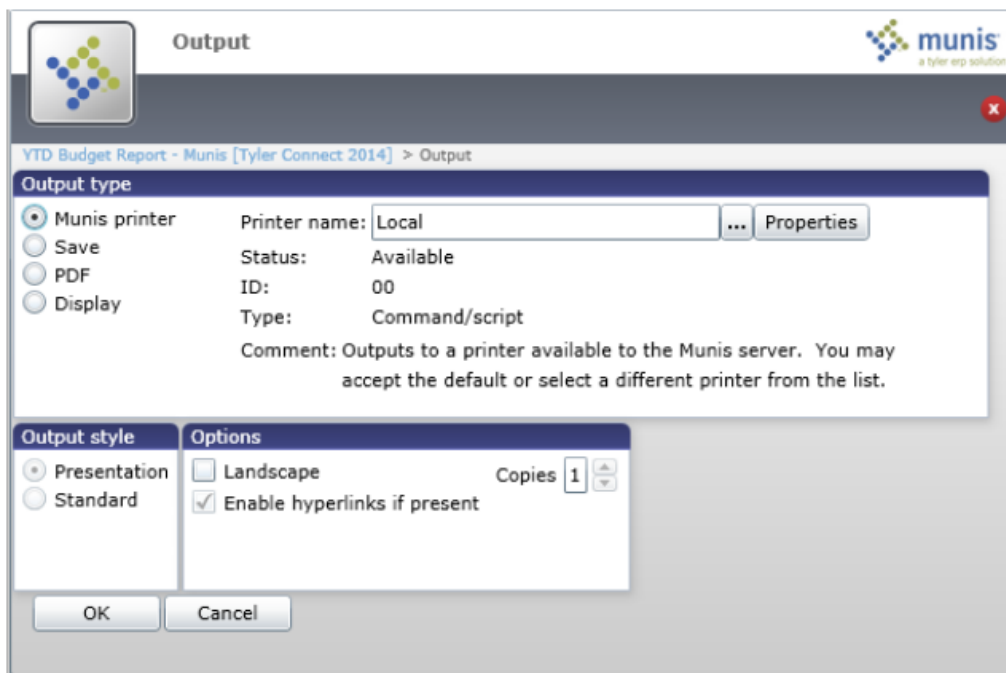 Output
munis
a tyler erp solution
YTD Budget Report - Munis [Tyler Connect 2014] > Output
Output type
Munis printer
Save
PDF
Display
Printer name: Local ... Properties
Status: Available
ID: 00
Type: Command/script
Comment: Outputs to a printer available to the Munis server. You may
accept the default or select a different printer from the list.
Output style
Presentation
Standard
Options
Landscape
Copies 1
Enable hyperlinks if present
OK
Cancel